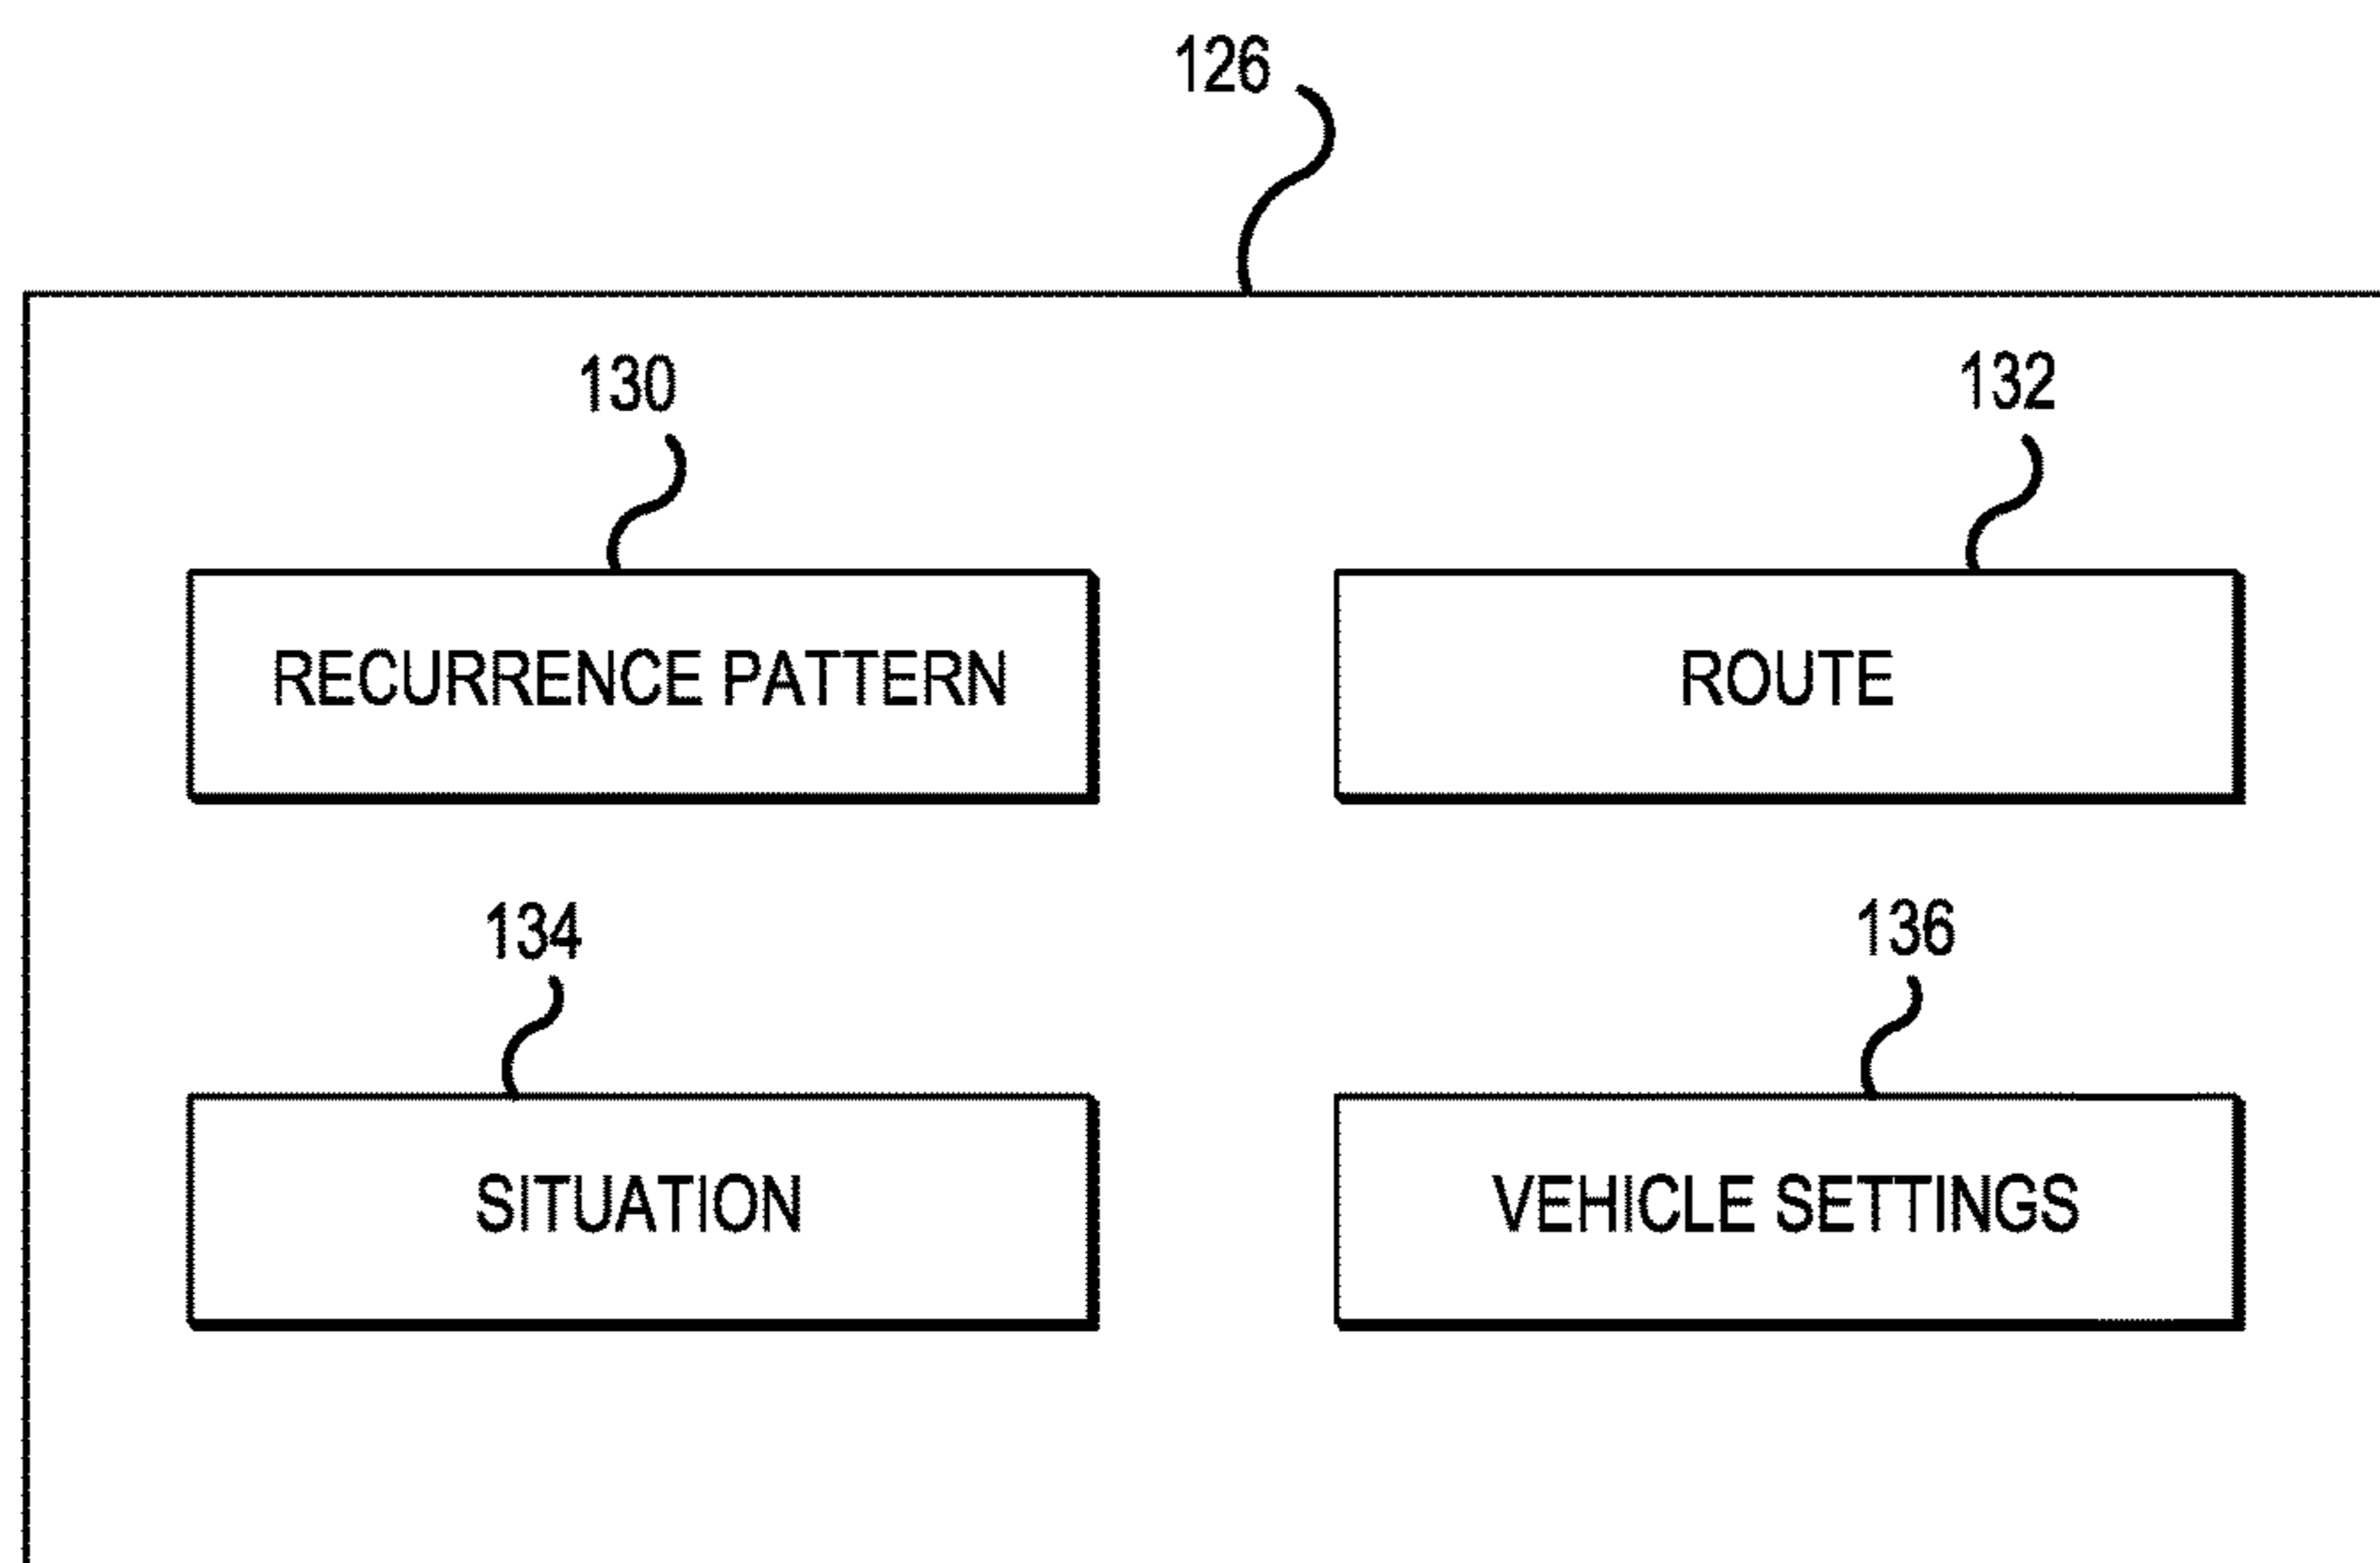 126
130
132
RECURRENCE PATTERN
ROUTE
134
136
SITUATION
VEHICLE SETTINGS